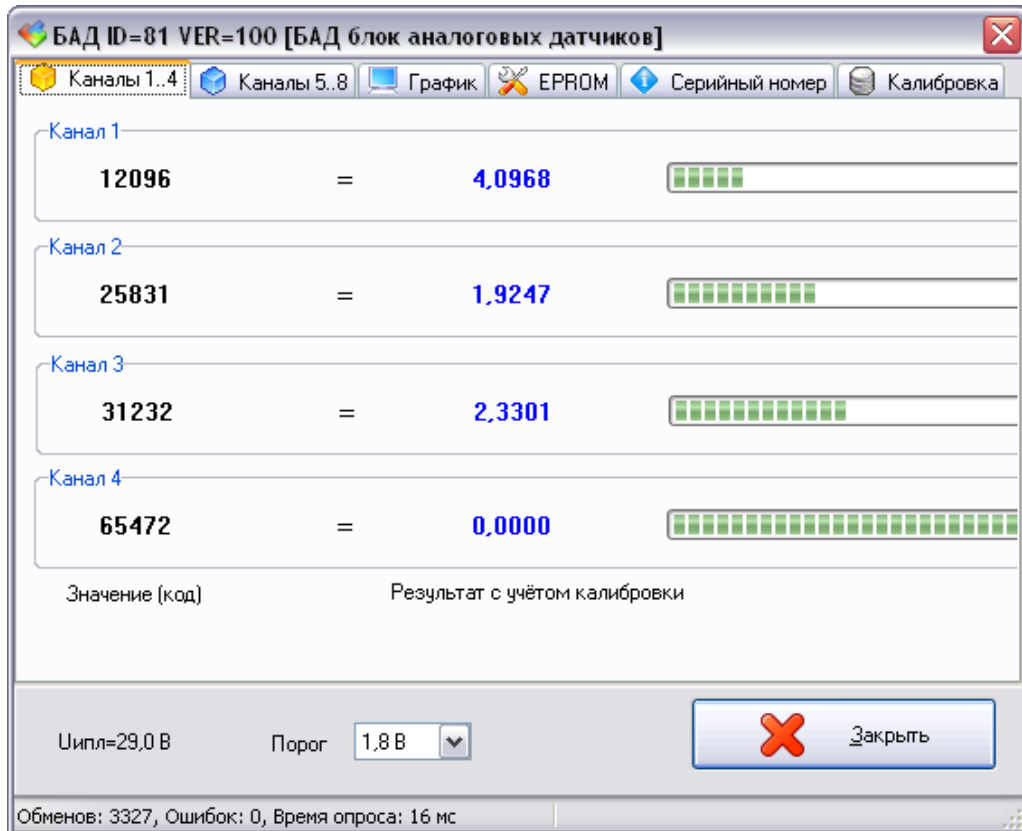 БАД ID=81 VER=100 [БАД блок аналоговых датчиков]
Каналы 1..4 Каналы 5..8 График EPROM Серийный номер Калибровка
Канал 1
12096 = 4,0968
Канал 2
25831 = 1,9247
Канал 3
31232 = 2,3301
Канал 4
65472 = 0,0000
Значение (код) Результат с учётом калибровки
Uипл=29,0 В Порог 1,8 В Закрыть
Обменов: 3327, Ошибок: 0, Время опроса: 16 мс